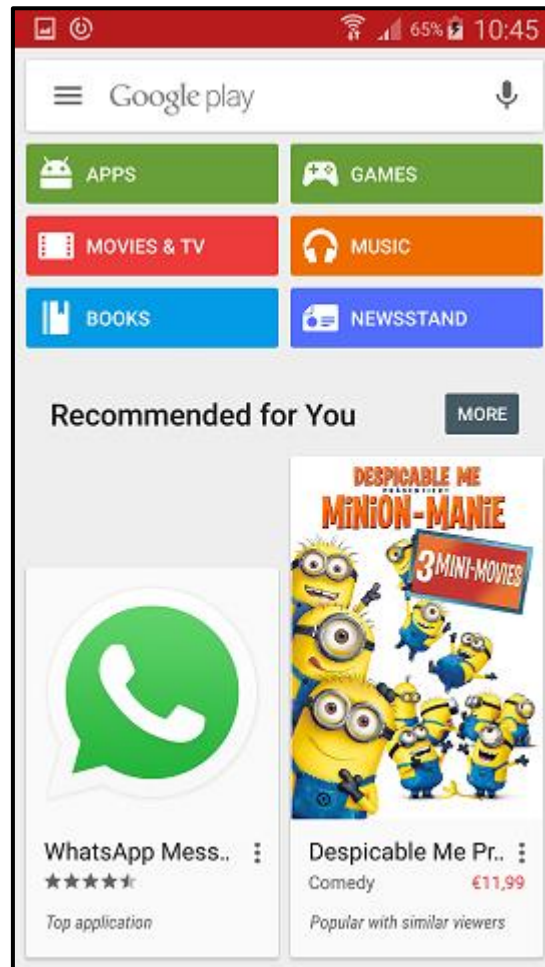 65% 10:45
Google play
APPS
GAMES
MOVIES & TV
MUSIC
BOOKS
NEWSSTAND
Recommended for You
MORE
DESPICABLE ME
PRÄSENTIERT
MINION-MANIE
3 MINI-MOVIES
WhatsApp Mess..
Top application
Despicable Me Pr..
Comedy €11,99
Popular with similar viewers